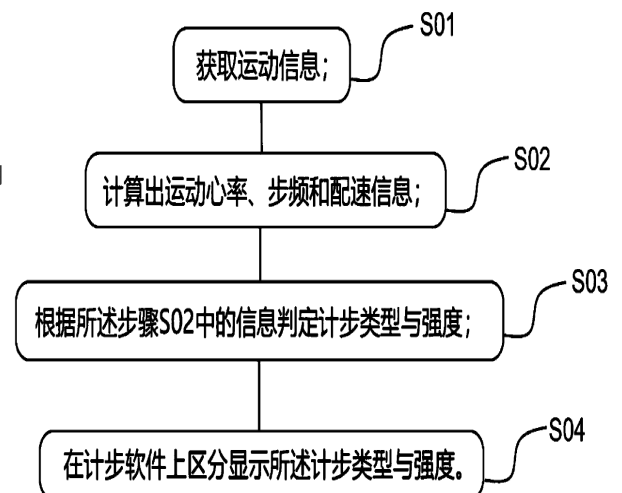 S01
获取运动信息；
S02
计算出运动心率、步频和配速信息；
S03
根据所述步骤S02中的信息判定计步类型与强度；
S04
在计步软件上区分显示所述计步类型与强度。